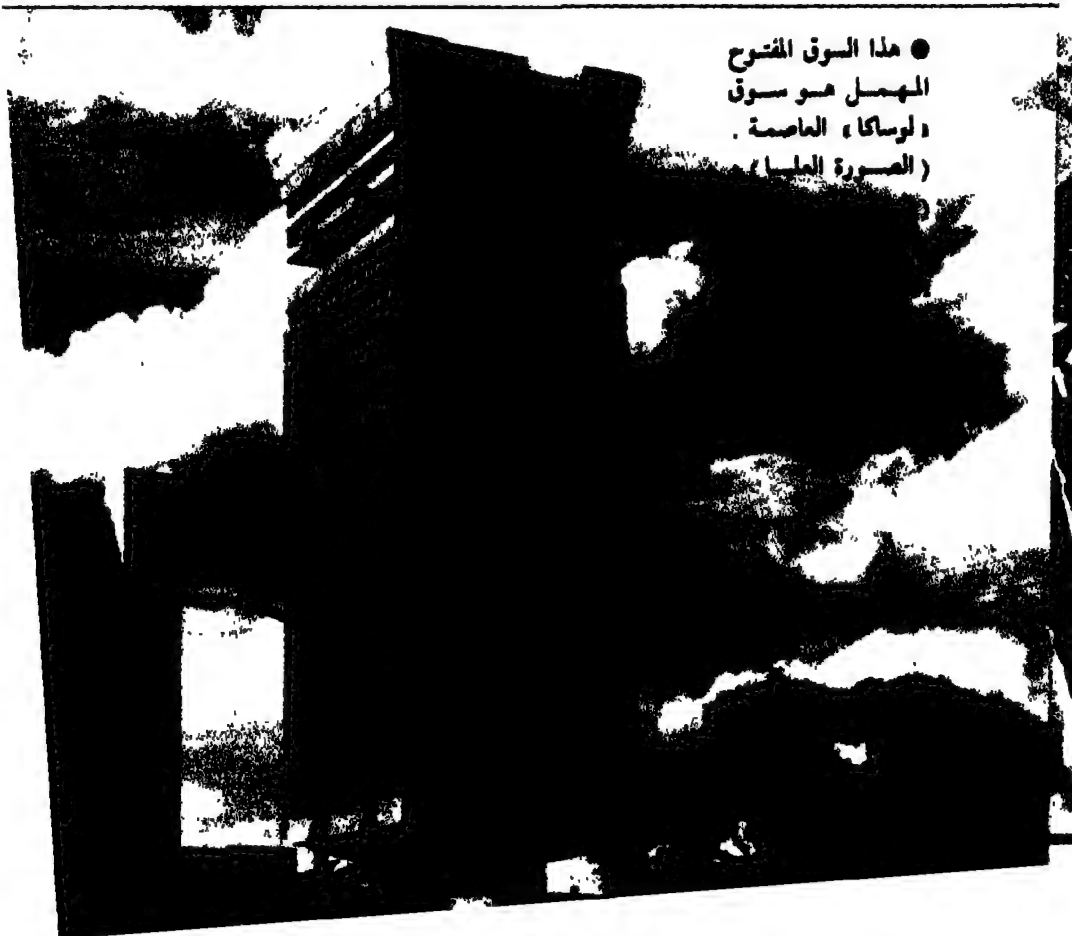 ● هذا السوق المفتوح
المهمل هو سوق
« لوساكا » العاصمة .
( الصورة العليا )